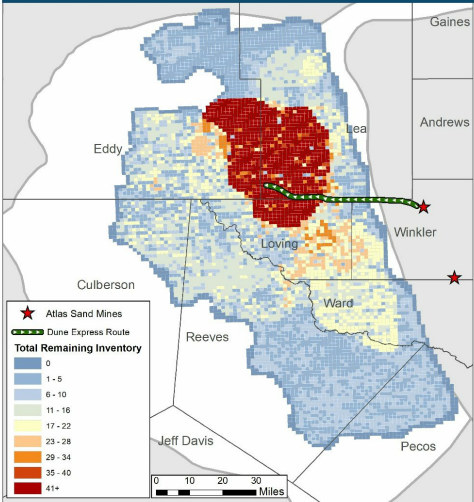 Gaines
Andrews
Lea
Eddy
Winkler
Loving
Culberson
Ward
Reeves
Jeff Davis
Pecos
Atlas Sand Mines
Dune Express Route
Total Remaining Inventory
0
1 - 5
6 - 10
11 - 16
17 - 22
23 - 28
29 - 34
35 - 40
41+
0 10 20 30
Miles